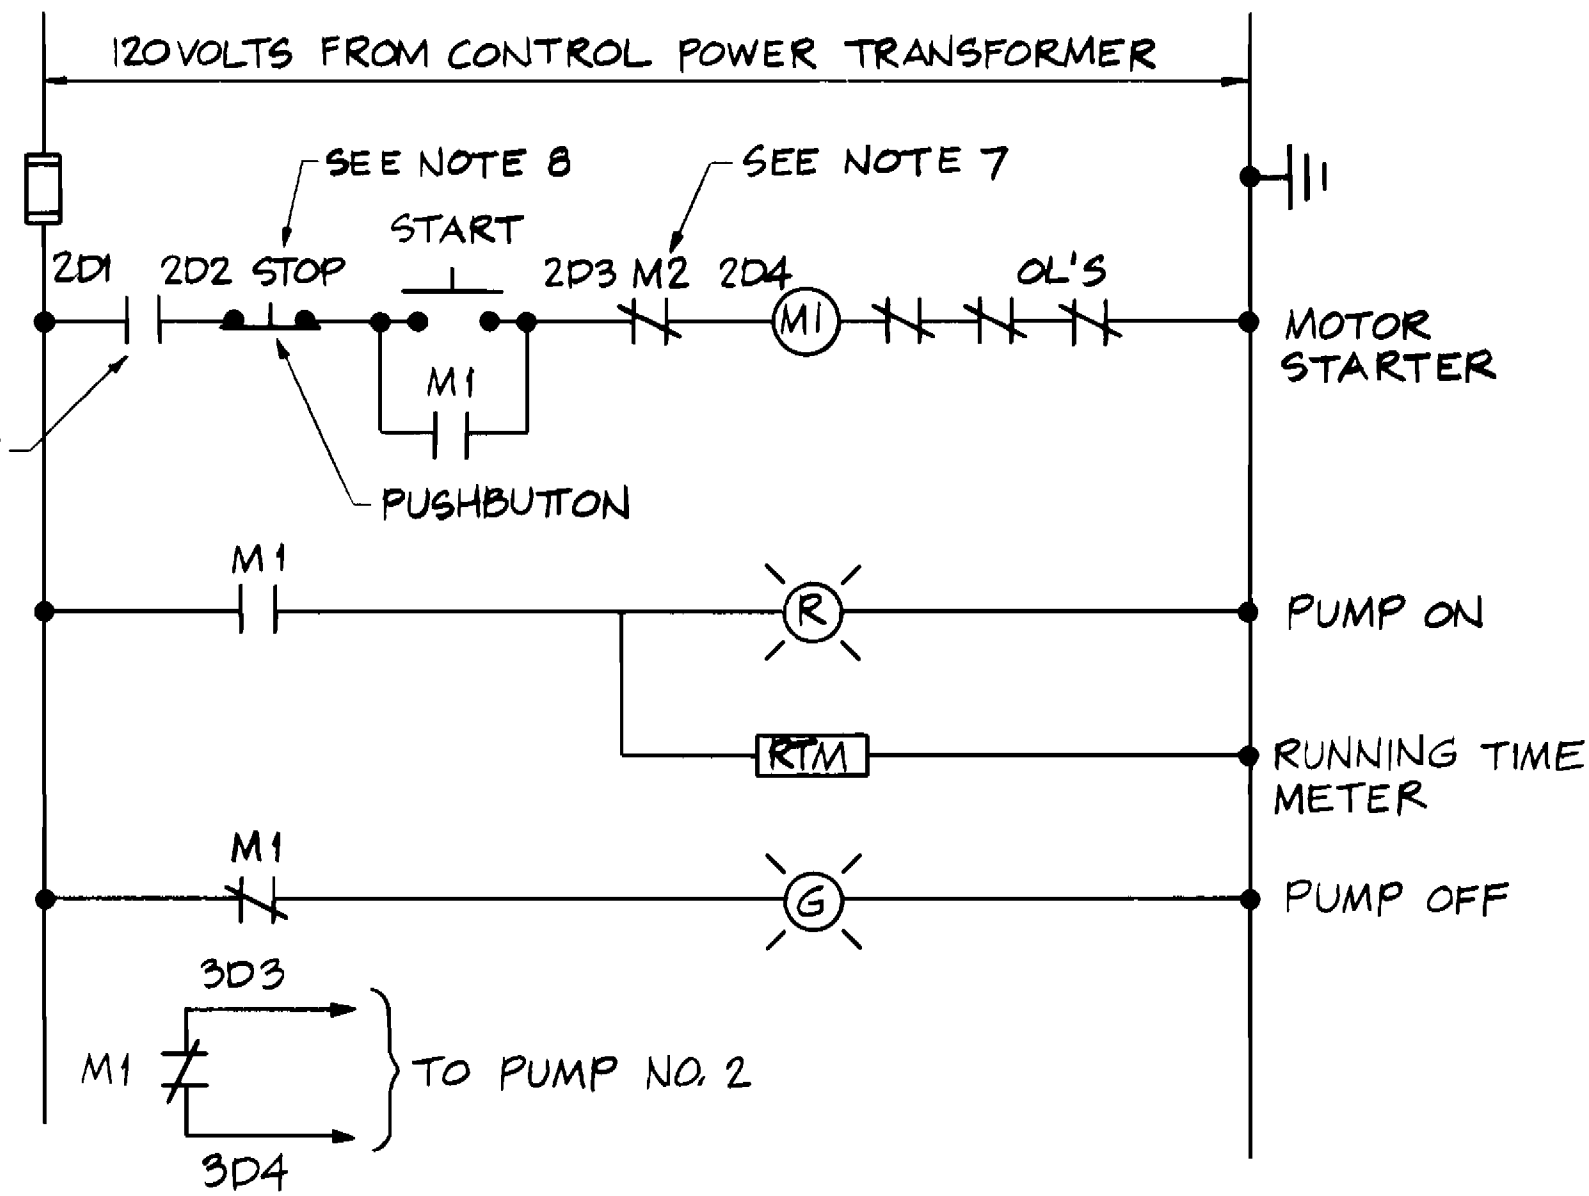 120 VOLTS FROM CONTROL POWER TRANSFORMER
SEE NOTE 8
SEE NOTE 7
START
2D1
2D2
STOP
2D3
M2
2D4
OL'S
M1
MOTOR
STARTER
M1
PUSHBUTTON
M1
R
PUMP ON
RTM
RUNNING TIME
METER
M1
G
PUMP OFF
3D3
M1
TO PUMP NO. 2
3D4